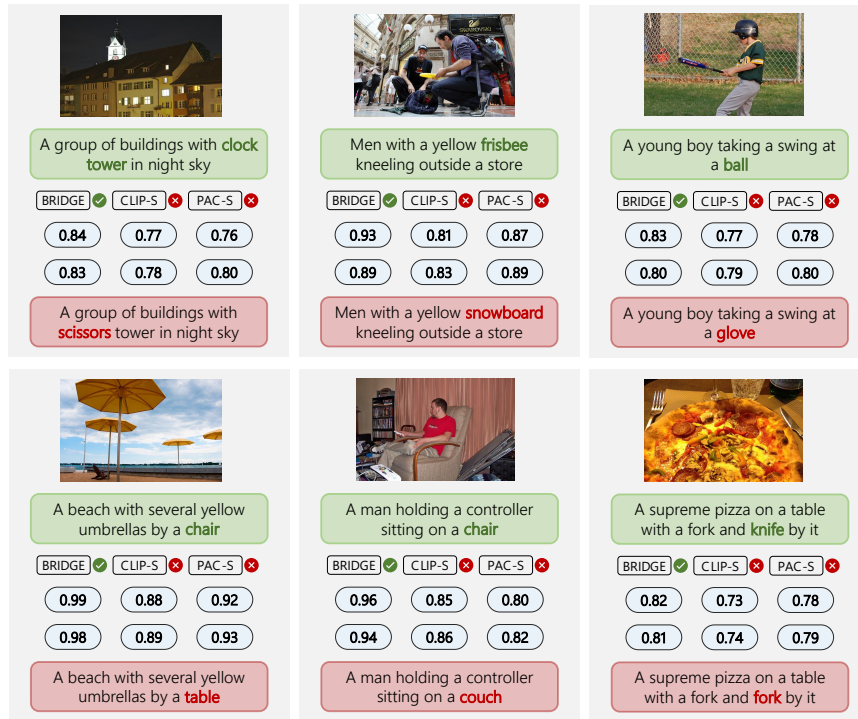 SWAROVSKI
A group of buildings with clock
tower in night sky
BRIDGE CLIP-S PAC-S
0.84 0.77 0.76
0.83 0.78 0.80
A group of buildings with
scissors tower in night sky
Men with a yellow frisbee
kneeling outside a store
BRIDGE CLIP-S PAC-S
0.93 0.81 0.87
0.89 0.83 0.89
Men with a yellow snowboard
kneeling outside a store
A young boy taking a swing at
a ball
BRIDGE CLIP-S PAC-S
0.83 0.77 0.78
0.80 0.79 0.80
A young boy taking a swing at
a glove
A beach with several yellow
umbrellas by a chair
BRIDGE CLIP-S PAC-S
0.99 0.88 0.92
0.98 0.89 0.93
A beach with several yellow
umbrellas by a table
A man holding a controller
sitting on a chair
BRIDGE CLIP-S PAC-S
0.96 0.85 0.80
0.94 0.86 0.82
A man holding a controller
sitting on a couch
A supreme pizza on a table
with a fork and knife by it
BRIDGE CLIP-S PAC-S
0.82 0.73 0.78
0.81 0.74 0.79
A supreme pizza on a table
with a fork and fork by it